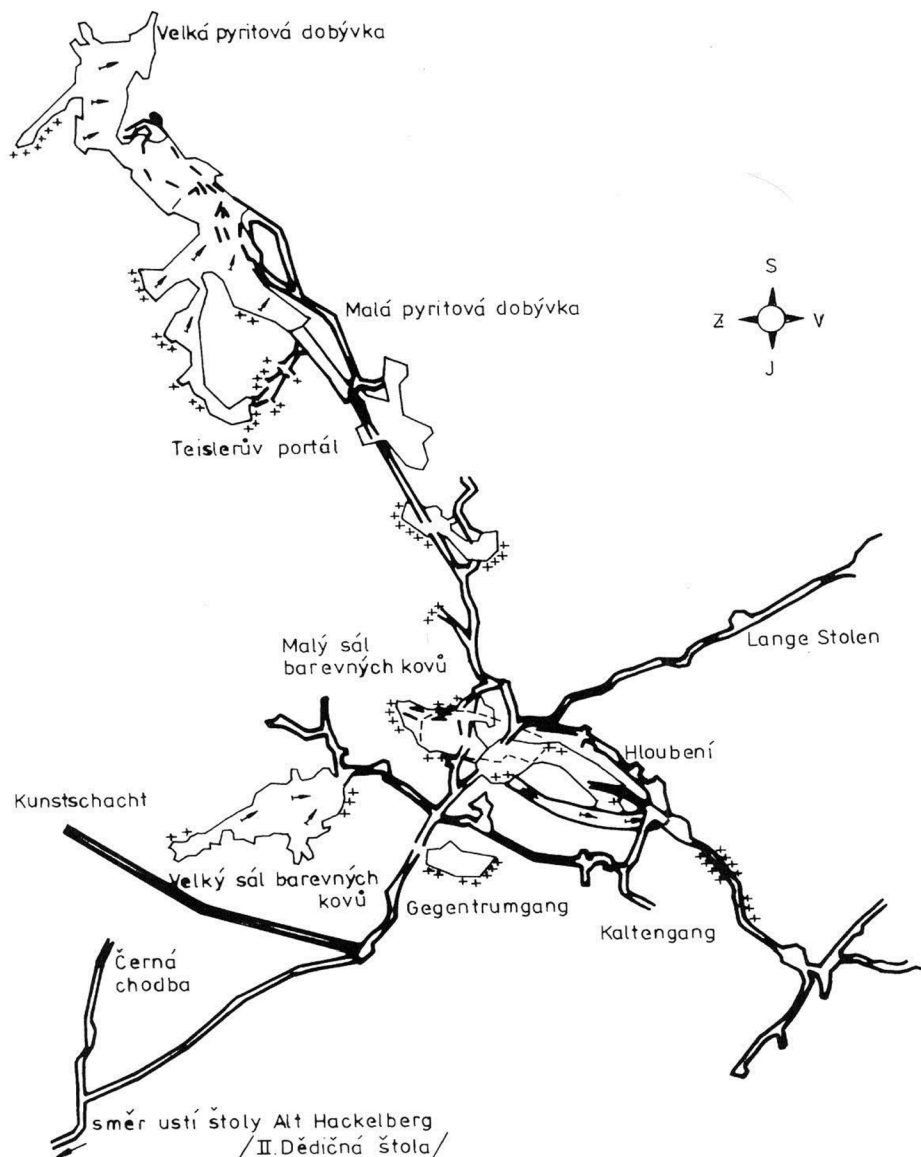 Velká pyritová dobývka
S
Malá pyritová dobývka
Z
V
J
Teislerův portál
Lange Stolen
Malý sál
barevných kovů
Hloubení
Kunstschacht
Velký sál barevných
kovů
Gegentrumgang
Kaltengang
Černá
chodba
směr ustí štoly Alt Hackelberg
/II.Dědičná štola/